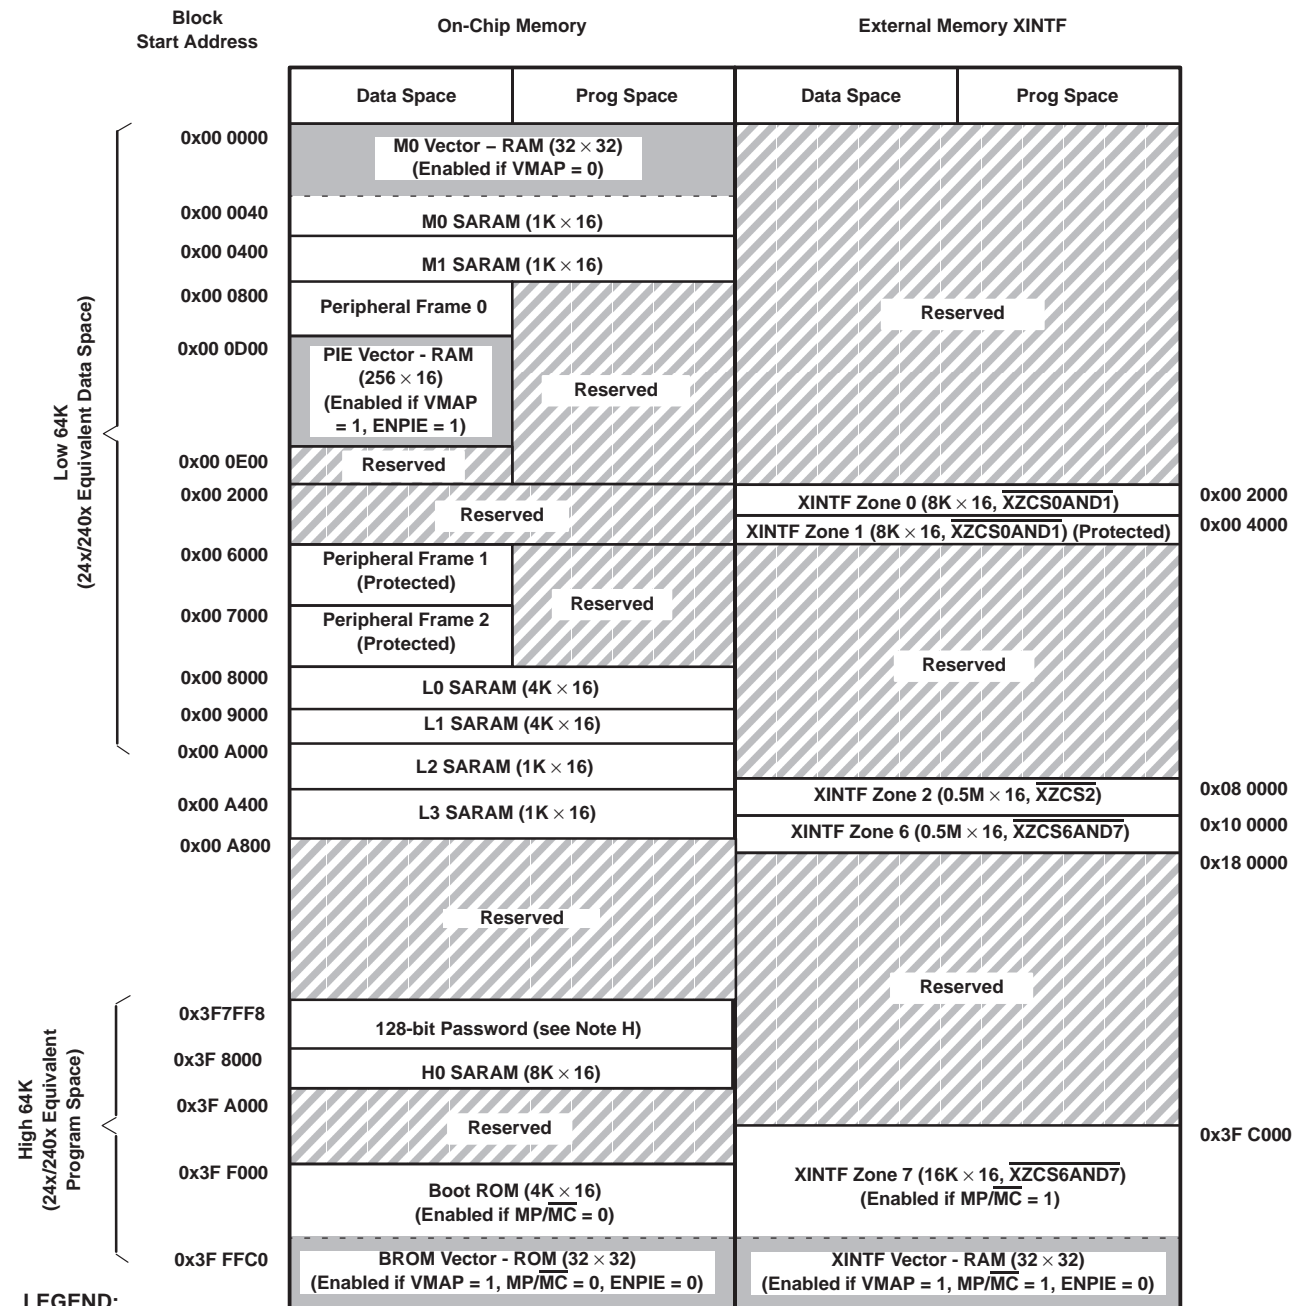 Block
Start Address
On-Chip Memory
External Memory XINTF
Data Space
Prog Space
Data Space
Prog Space
Low 64K
(24x/240x Equivalent Data Space)
0x00 0000
M0 Vector – RAM (32 × 32)
(Enabled if VMAP = 0)
0x00 0040
M0 SARAM (1K × 16)
0x00 0400
M1 SARAM (1K × 16)
0x00 0800
Peripheral Frame 0
0x00 0D00
PIE Vector - RAM
(256 × 16)
(Enabled if VMAP
= 1, ENPIE = 1)
Reserved
Reserved
0x00 0E00
Reserved
0x00 2000
Reserved
XINTF Zone 0 (8K × 16, XZCS0AND1)
0x00 2000
XINTF Zone 1 (8K × 16, XZCS0AND1) (Protected)
0x00 4000
0x00 6000
Peripheral Frame 1
(Protected)
Reserved
0x00 7000
Peripheral Frame 2
(Protected)
Reserved
0x00 8000
L0 SARAM (4K × 16)
0x00 9000
L1 SARAM (4K × 16)
0x00 A000
L2 SARAM (1K × 16)
XINTF Zone 2 (0.5M × 16, XZCS2)
0x08 0000
0x00 A400
L3 SARAM (1K × 16)
XINTF Zone 6 (0.5M × 16, XZCS6AND7)
0x10 0000
0x00 A800
0x18 0000
Reserved
Reserved
High 64K
(24x/240x Equivalent
Program Space)
0x3F7FF8
128-bit Password (see Note H)
0x3F 8000
H0 SARAM (8K × 16)
0x3F A000
Reserved
0x3F C000
0x3F F000
Boot ROM (4K × 16)
(Enabled if MP/MC = 0)
XINTF Zone 7 (16K × 16, XZCS6AND7)
(Enabled if MP/MC = 1)
0x3F FFC0
BROM Vector - ROM (32 × 32)
(Enabled if VMAP = 1, MP/MC = 0, ENPIE = 0)
XINTF Vector - RAM (32 × 32)
(Enabled if VMAP = 1, MP/MC = 1, ENPIE = 0)
LEGEND: